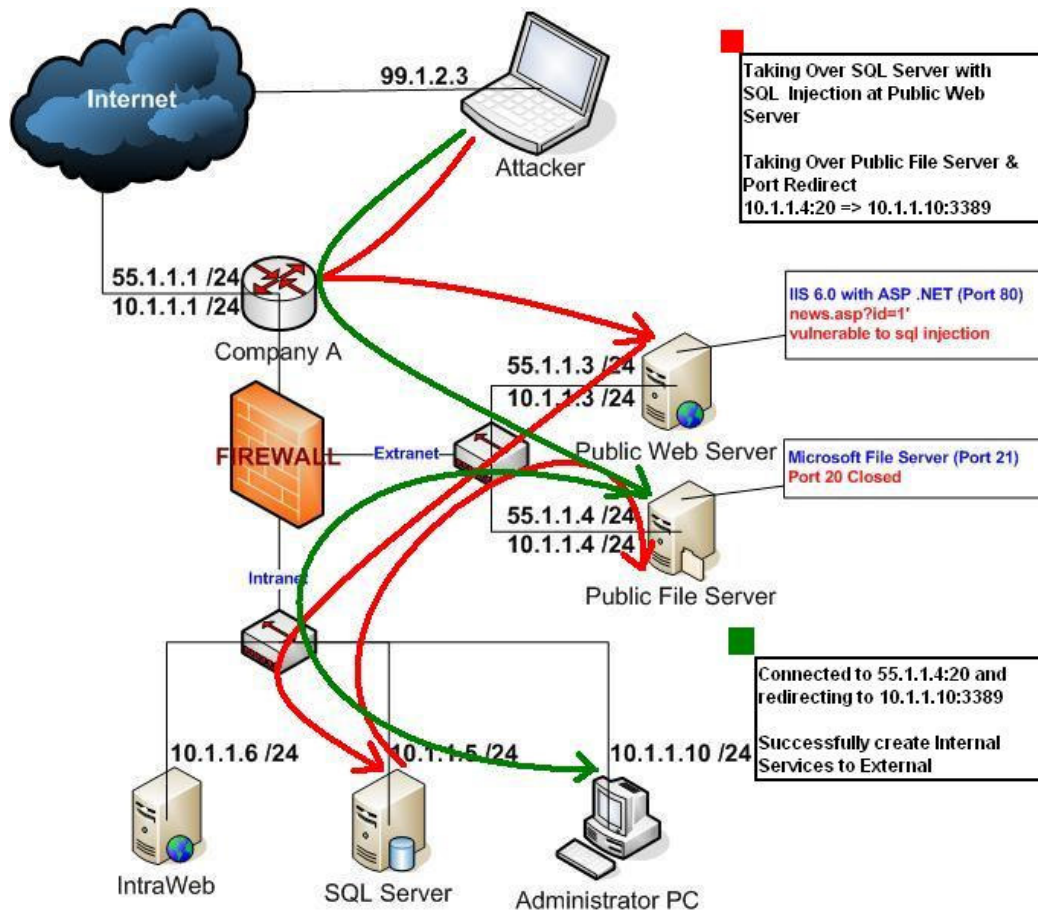 99.1.2.3
Internet
Attacker
Taking Over SQL Server with
SQL Injection at Public Web
Server
Taking Over Public File Server &
Port Redirect
10.1.1.4:20 => 10.1.1.10:3389
55.1.1.1 /24
10.1.1.1 /24
Company A
IIS 6.0 with ASP .NET (Port 80)
news.asp?id=1'
vulnerable to sql injection
55.1.1.3 /24
10.1.1.3 /24
Public Web Server
FIREWALL
Extranet
Microsoft File Server (Port 21)
Port 20 Closed
55.1.1.4 /24
10.1.1.4 /24
Public File Server
Intranet
Connected to 55.1.1.4:20 and
redirecting to 10.1.1.10:3389
Successfully create Internal
Services to External
10.1.1.6 /24
10.1.1.5 /24
10.1.1.10 /24
IntraWeb
SQL Server
Administrator PC